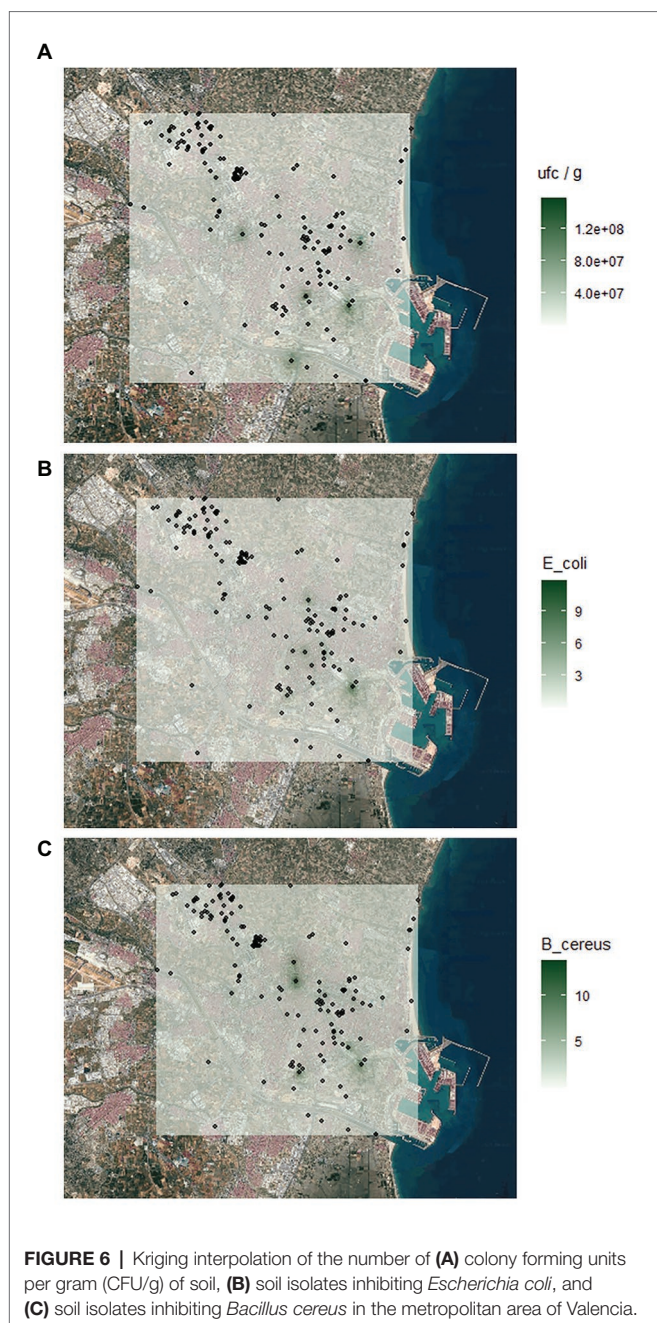 A
ufc / g
1.2e+08
8.0e+07
4.0e+07
B
E_coli
9
6
3
C
B_cereus
10
5
FIGURE 6 | Kriging interpolation of the number of (A) colony forming units
per gram (CFU/g) of soil, (B) soil isolates inhibiting Escherichia coli, and
(C) soil isolates inhibiting Bacillus cereus in the metropolitan area of Valencia.